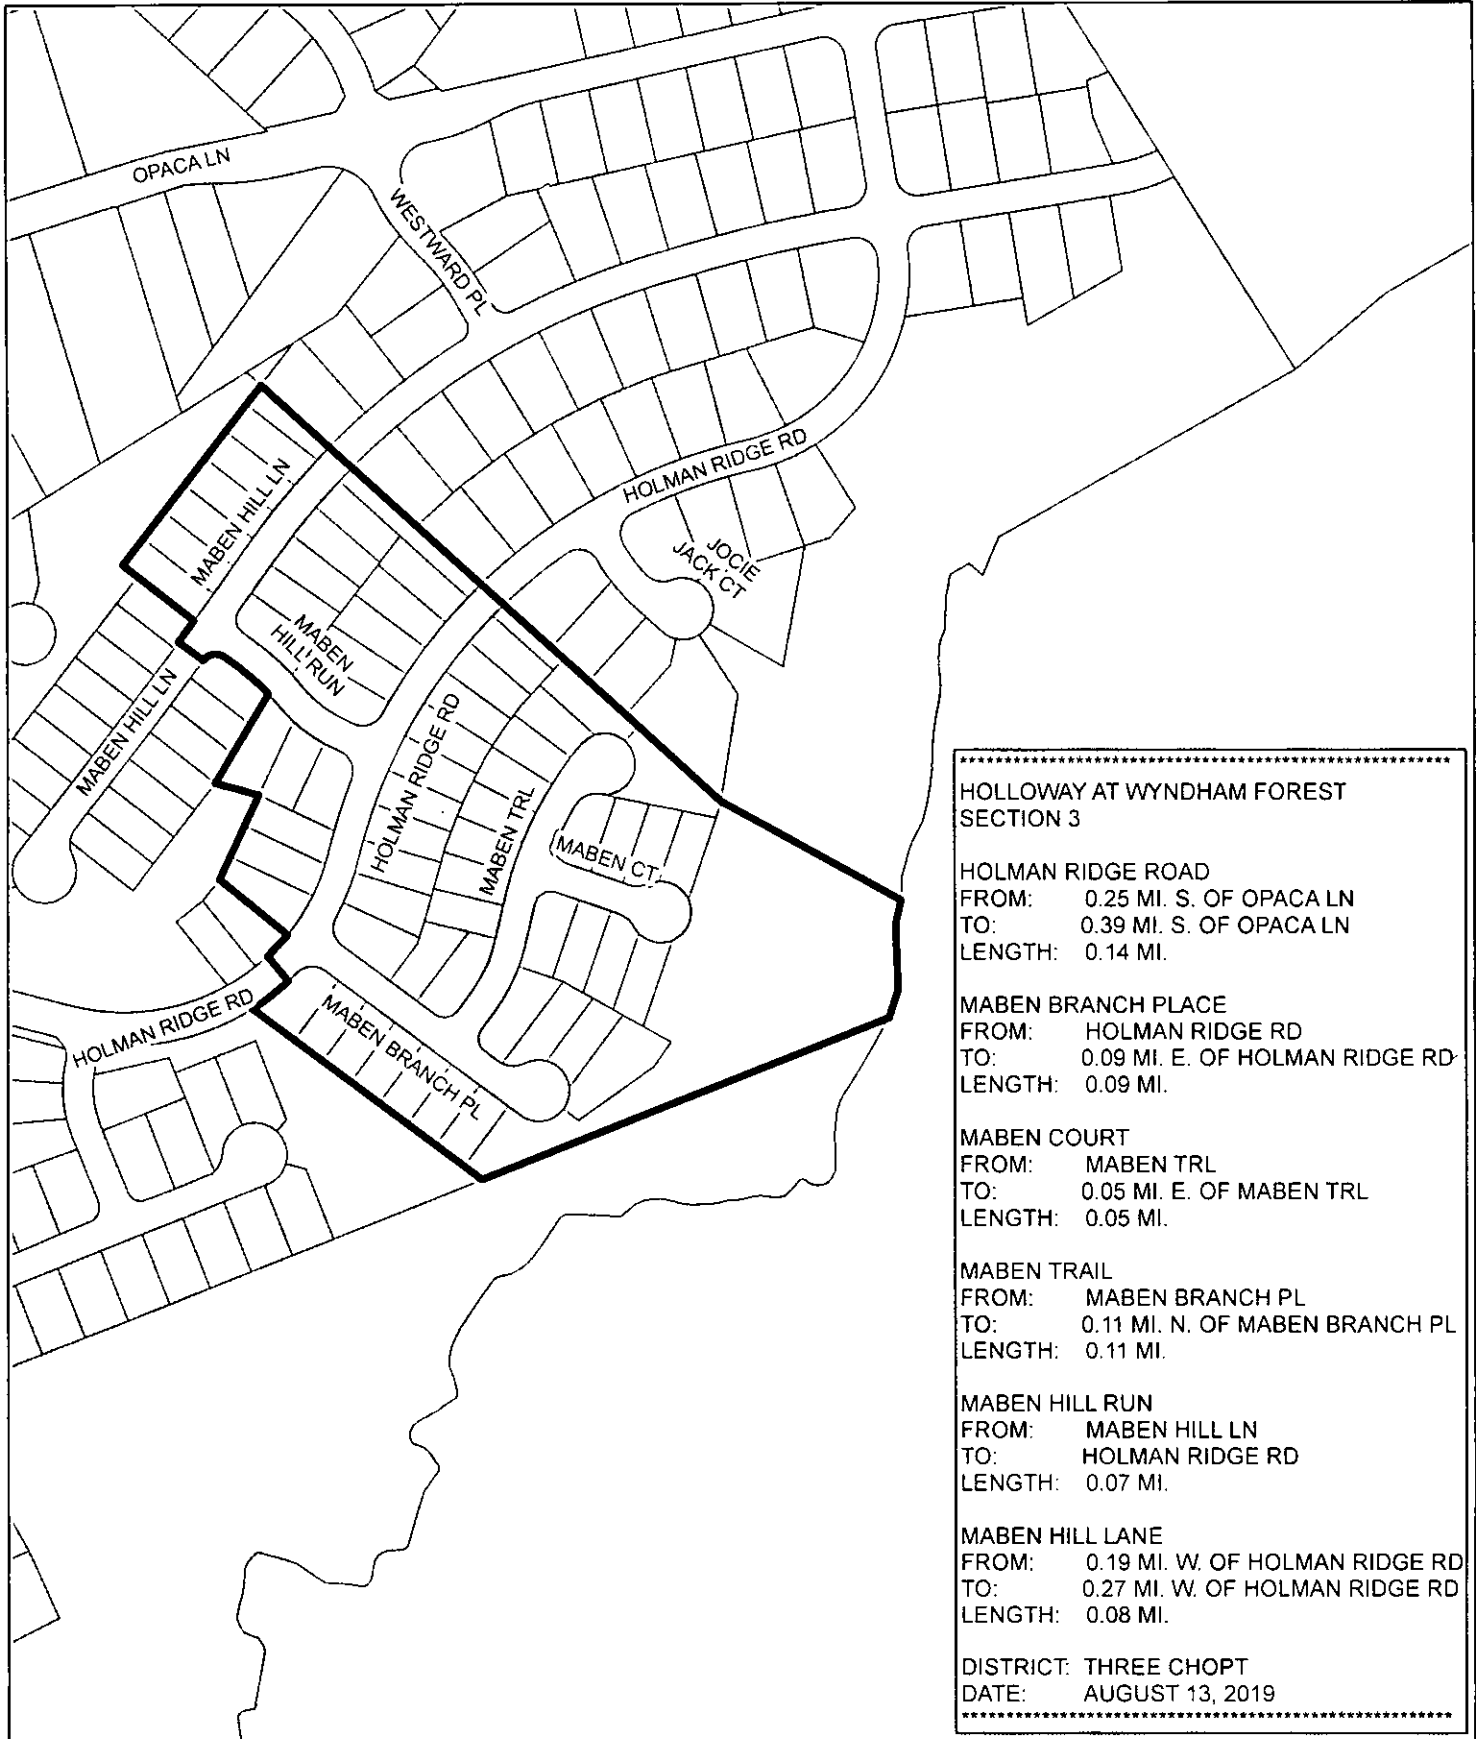 OPACA LN
WESTWARD PL
HOLMAN RIDGE RD
JOCIE
JACK CT
MABEN HILL LN
MABEN
HILL RUN
MABEN HILL LN
HOLMAN RIDGE RD
MABEN TRL
MABEN CT
MABEN BRANCH PL
HOLMAN RIDGE RD
************************************************************
HOLLOWAY AT WYNDHAM FOREST
SECTION 3
HOLMAN RIDGE ROAD
FROM: 0.25 MI. S. OF OPACA LN
TO: 0.39 MI. S. OF OPACA LN
LENGTH: 0.14 MI.
MABEN BRANCH PLACE
FROM: HOLMAN RIDGE RD
TO: 0.09 MI. E. OF HOLMAN RIDGE RD
LENGTH: 0.09 MI.
MABEN COURT
FROM: MABEN TRL
TO: 0.05 MI. E. OF MABEN TRL
LENGTH: 0.05 MI.
MABEN TRAIL
FROM: MABEN BRANCH PL
TO: 0.11 MI. N. OF MABEN BRANCH PL
LENGTH: 0.11 MI.
MABEN HILL RUN
FROM: MABEN HILL LN
TO: HOLMAN RIDGE RD
LENGTH: 0.07 MI.
MABEN HILL LANE
FROM: 0.19 MI. W. OF HOLMAN RIDGE RD
TO: 0.27 MI. W. OF HOLMAN RIDGE RD
LENGTH: 0.08 MI.
DISTRICT: THREE CHOPT
DATE: AUGUST 13, 2019
************************************************************